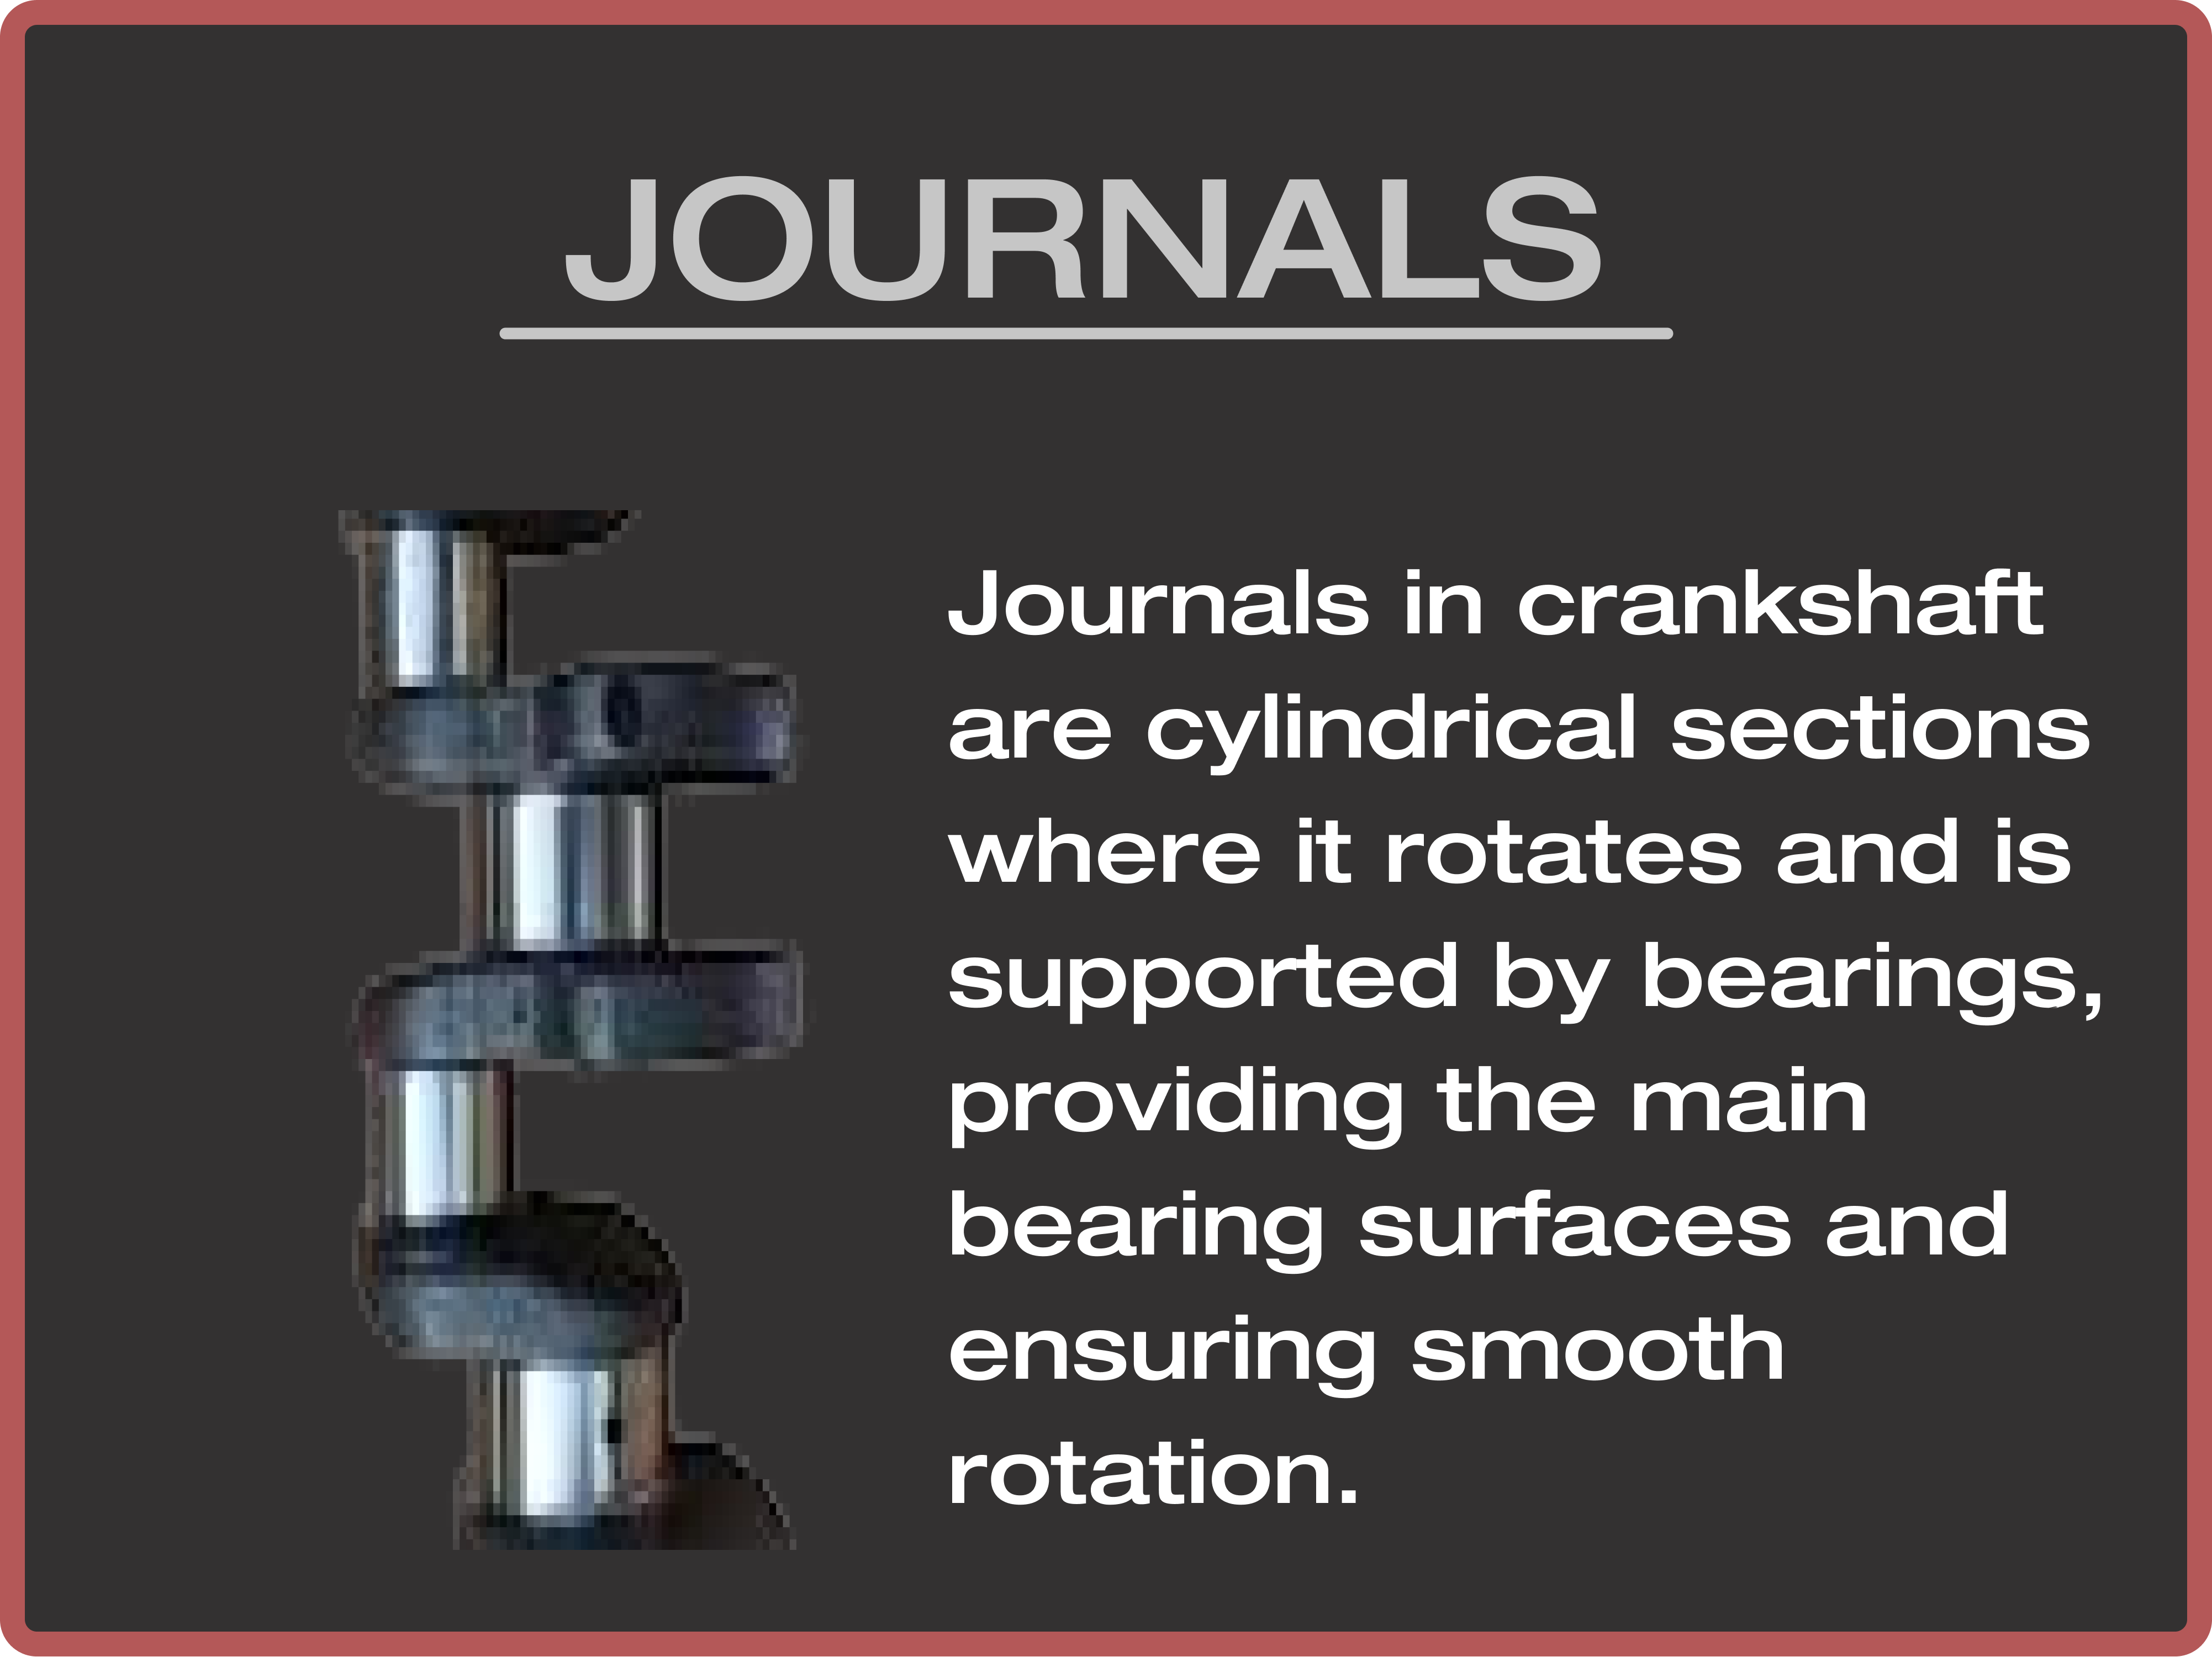 JOURNALS
Journals in crankshaft
are cylindrical sections
where it rotates and is
supported by bearings,
providing the main
bearing surfaces and
ensuring smooth
rotation.